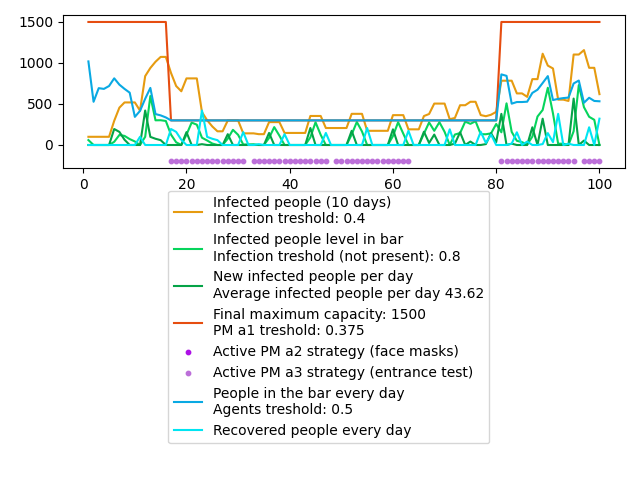 1500
1000
500
0
0
20
40
60
80
100
Infected people (10 days)
Infection treshold: 0.4
Infected people level in bar
Infection treshold (not present): 0.8
New infected people per day
Average infected people per day 43.62
Final maximum capacity: 1500
PM a1 treshold: 0.375
Active PM a2 strategy (face masks)
Active PM a3 strategy (entrance test)
People in the bar every day
Agents treshold: 0.5
Recovered people every day